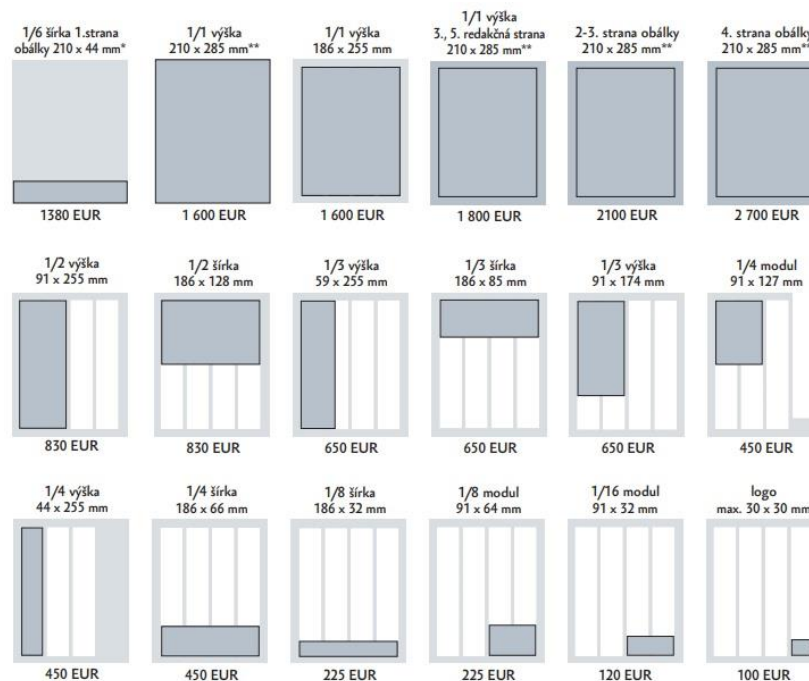 1/6 šírka 1.strana
obálky 210 x 44 mm*
1380 EUR
1/1 výška
210 x 285 mm**
1 600 EUR
1/1 výška
186 x 255 mm
1 600 EUR
1/1 výška
3., 5. redakčná strana
210 x 285 mm**
1 800 EUR
2-3. strana obálky
210 x 285 mm**
2100 EUR
4. strana obálky
210 x 285 mm**
2 700 EUR
1/2 výška
91 x 255 mm
830 EUR
1/2 šírka
186 x 128 mm
830 EUR
1/3 výška
59 x 255 mm
650 EUR
1/3 šírka
186 x 85 mm
650 EUR
1/3 výška
91 x 174 mm
650 EUR
1/4 modul
91 x 127 mm
450 EUR
1/4 výška
44 x 255 mm
450 EUR
1/4 šírka
186 x 66 mm
450 EUR
1/8 šírka
186 x 32 mm
225 EUR
1/8 modul
91 x 64 mm
225 EUR
1/16 modul
91 x 32 mm
120 EUR
logo
max. 30 x 30 mm
100 EUR